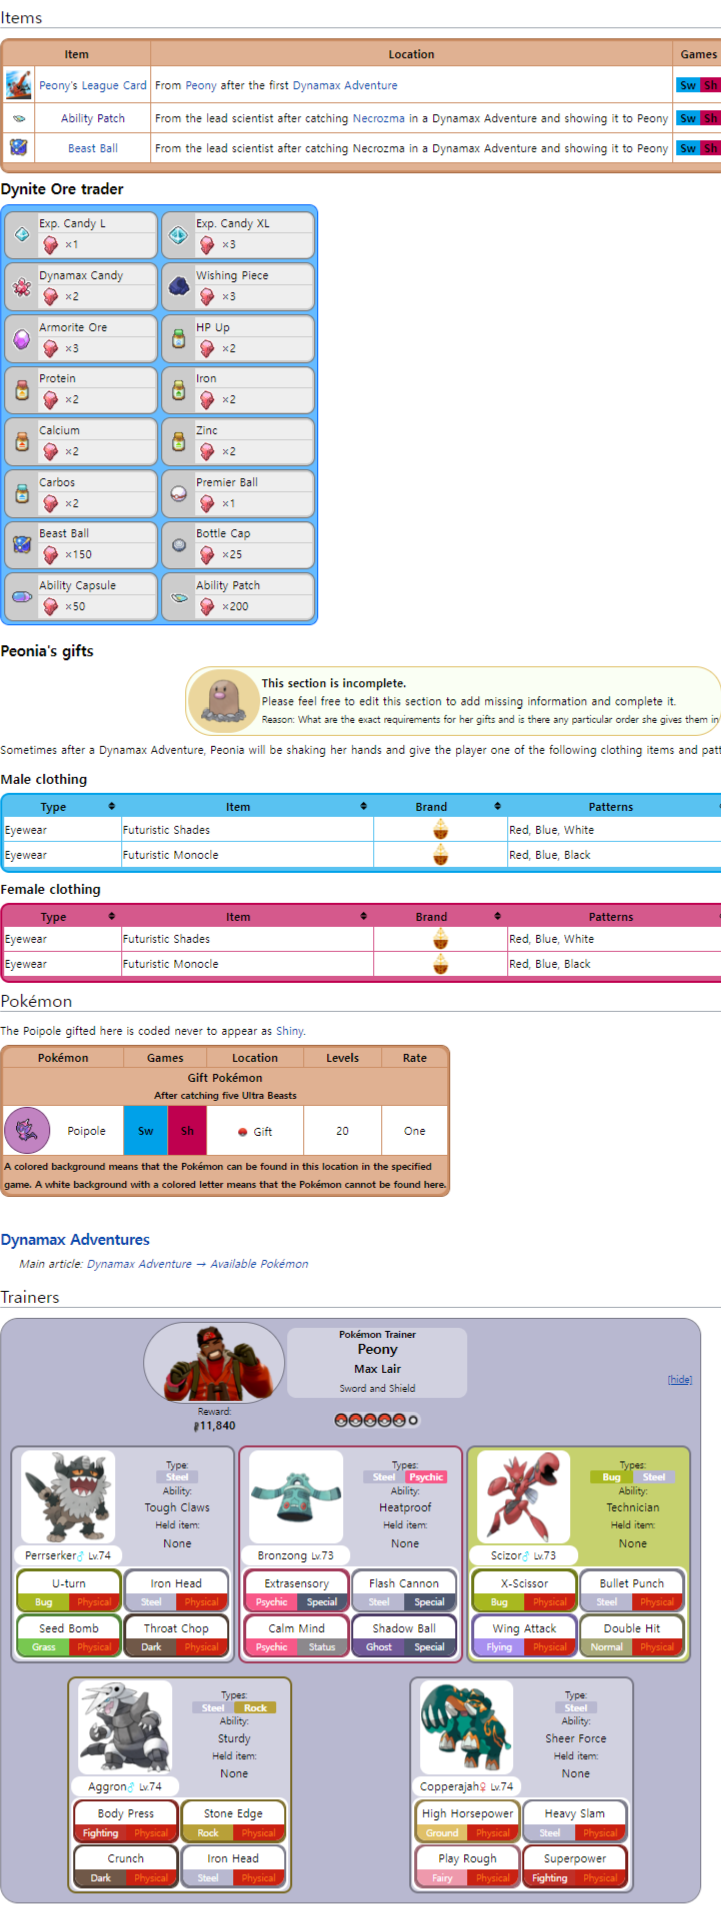 Items
Item Location Games
Peony's League Card From Peony after the first Dynamax Adventure Sw Sh
Ability Patch From the lead scientist after catching Necrozma in a Dynamax Adventure and showing it to Peony Sw Sh
Beast Ball From the lead scientist after catching Necrozma in a Dynamax Adventure and showing it to Peony Sw Sh
Dynite Ore trader
Exp. Candy L Exp. Candy XL
×1 ×3
Dynamax Candy Wishing Piece
×2 ×3
Armorite Ore HP Up
×3 ×2
Protein Iron
×2 ×2
Calcium Zinc
×2 ×2
Carbos Premier Ball
×2 ×1
Beast Ball Bottle Cap
×150 ×25
Ability Capsule Ability Patch
×50 ×200
Peonia's gifts
This section is incomplete.
Please feel free to edit this section to add missing information and complete it.
Reason: What are the exact requirements for her gifts and is there any particular order she gives them in
Sometimes after a Dynamax Adventure, Peonia will be shaking her hands and give the player one of the following clothing items and patt
Male clothing
Type Item Brand Patterns
Eyewear Futuristic Shades Red, Blue, White
Eyewear Futuristic Monocle Red, Blue, Black
Female clothing
Type Item Brand Patterns
Eyewear Futuristic Shades Red, Blue, White
Eyewear Futuristic Monocle Red, Blue, Black
Pokémon
The Poipole gifted here is coded never to appear as Shiny.
Pokémon Games Location Levels Rate
Gift Pokémon
After catching five Ultra Beasts
Poipole Sw Sh Gift 20 One
A colored background means that the Pokémon can be found in this location in the specified
game. A white background with a colored letter means that the Pokémon cannot be found here.
Dynamax Adventures
Main article: Dynamax Adventure → Available Pokémon
Trainers
Pokémon Trainer
Peony
Max Lair
Sword and Shield
[hide]
Reward:
11,840
Type:
Steel
Ability:
Tough Claws
Held item:
None
Perrserker♂ Lv.74
U-turn Iron Head
Bug Physical Steel Physical
Seed Bomb Throat Chop
Grass Physical Dark Physical
Types:
Steel Psychic
Ability:
Heatproof
Held item:
None
Bronzong Lv.73
Extrasensory Flash Cannon
Psychic Special Steel Special
Calm Mind Shadow Ball
Psychic Status Ghost Special
Types:
Bug Steel
Ability:
Technician
Held item:
None
Scizor♂ Lv.73
X-Scissor Bullet Punch
Bug Physical Steel Physical
Wing Attack Double Hit
Flying Physical Normal Physical
Types:
Steel Rock
Ability:
Sturdy
Held item:
None
Aggron♂ Lv.74
Body Press Stone Edge
Fighting Physical Rock Physical
Crunch Iron Head
Dark Physical Steel Physical
Type:
Steel
Ability:
Sheer Force
Held item:
None
Copperajah♀ Lv.74
High Horsepower Heavy Slam
Ground Physical Steel Physical
Play Rough Superpower
Fairy Physical Fighting Physical